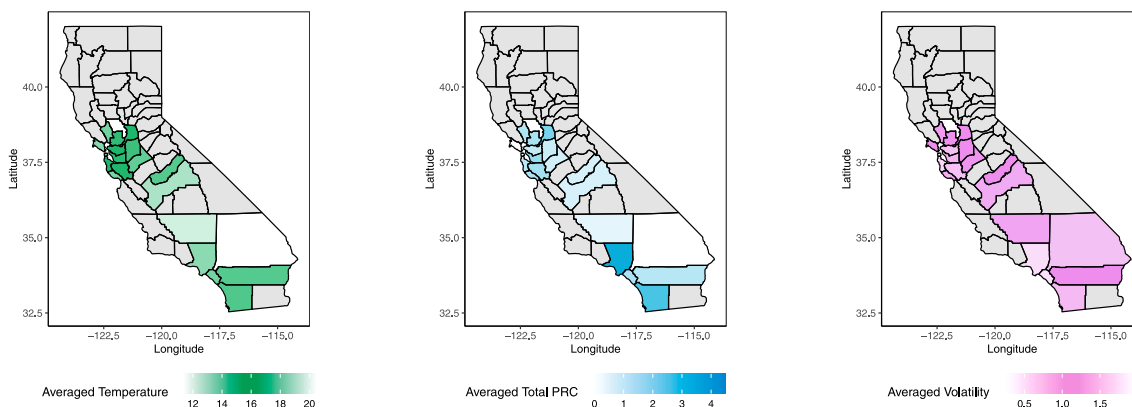 40.0
37.5
35.0
32.5
Latitude
−122.5 −120.0 −117.5 −115.0
Longitude
Averaged Temperature
12 14 16 18 20
40.0
37.5
35.0
32.5
Latitude
−122.5 −120.0 −117.5 −115.0
Longitude
Averaged Total PRC
0 1 2 3 4
40.0
37.5
35.0
32.5
Latitude
−122.5 −120.0 −117.5 −115.0
Longitude
Averaged Volatility
0.5 1.0 1.5